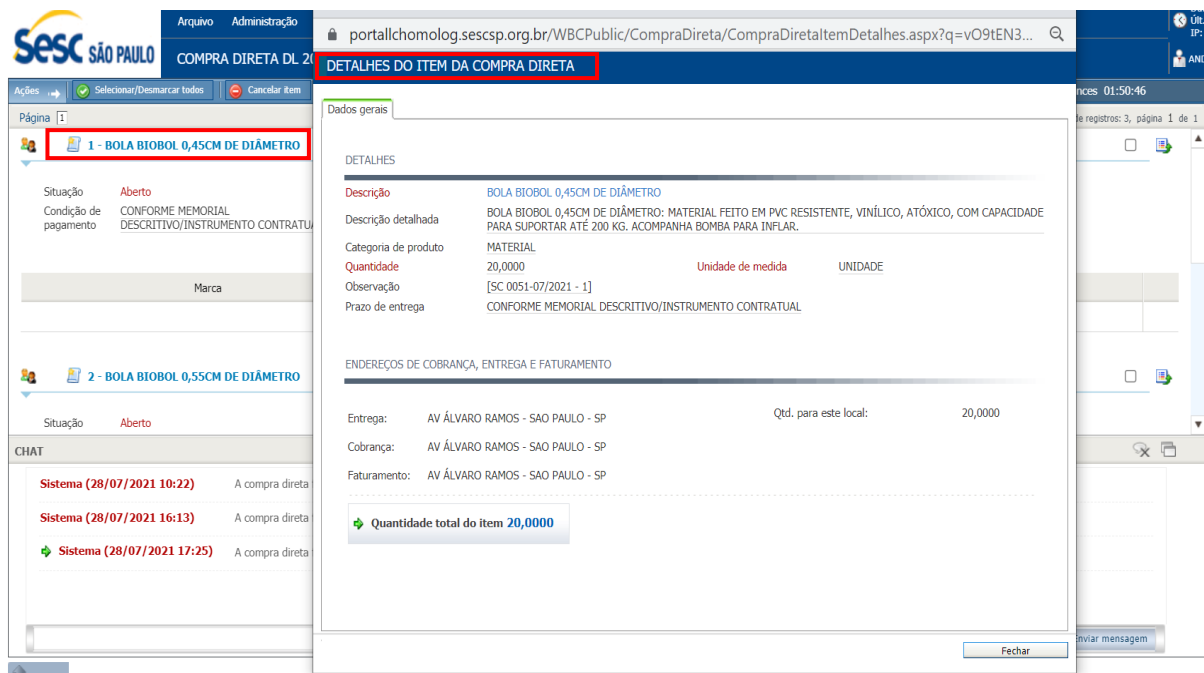 Arquivo Administração
Sesc SÃO PAULO
COMPRA DIRETA DL
Ações
Selecionar/Desmarcar todos
Cancelar item
Página 1
1 - BOLA BIOBOL 0,45CM DE DIÂMETRO
Situação Aberto
Condição de pagamento
CONFORME MEMORIAL
DESCRITIVO/INSTRUMENTO
Marca
2 - BOLA BIOBOL 0,55CM DE DIÂMETRO
Situação Aberto
CHAT
Sistema (28/07/2021 10:22) A compra direta
Sistema (28/07/2021 16:13) A compra direta
Sistema (28/07/2021 17:25) A compra direta
portallchomolog.sescsp.org.br/WBCPublic/CompraDireta/CompraDiretaItemDetalhes.aspx?q=vO9tEN3...
DETALHES DO ITEM DA COMPRA DIRETA
Dados gerais
DETALHES
Descrição BOLA BIOBOL 0,45CM DE DIÂMETRO
Descrição detalhada
BOLA BIOBOL 0,45CM DE DIÂMETRO: MATERIAL FEITO EM PVC RESISTENTE, VINÍLICO, ATÓXICO, COM CAPACIDADE
PARA SUPORTAR ATÉ 200 KG. ACOMPANHA BOMBA PARA INFLAR.
Categoria de produto MATERIAL
Quantidade 20,0000 Unidade de medida UNIDADE
Observação [SC 0051-07/2021 - 1]
Prazo de entrega CONFORME MEMORIAL DESCRITIVO/INSTRUMENTO CONTRATUAL
ENDEREÇOS DE COBRANÇA, ENTREGA E FATURAMENTO
Entrega: AV ÁLVARO RAMOS - SAO PAULO - SP Qtd. para este local: 20,0000
Cobrança: AV ÁLVARO RAMOS - SAO PAULO - SP
Faturamento: AV ÁLVARO RAMOS - SAO PAULO - SP
Quantidade total do item 20,0000
Fechar
IP:
01:50:46
de registros: 3, página 1 de 1
mensagem